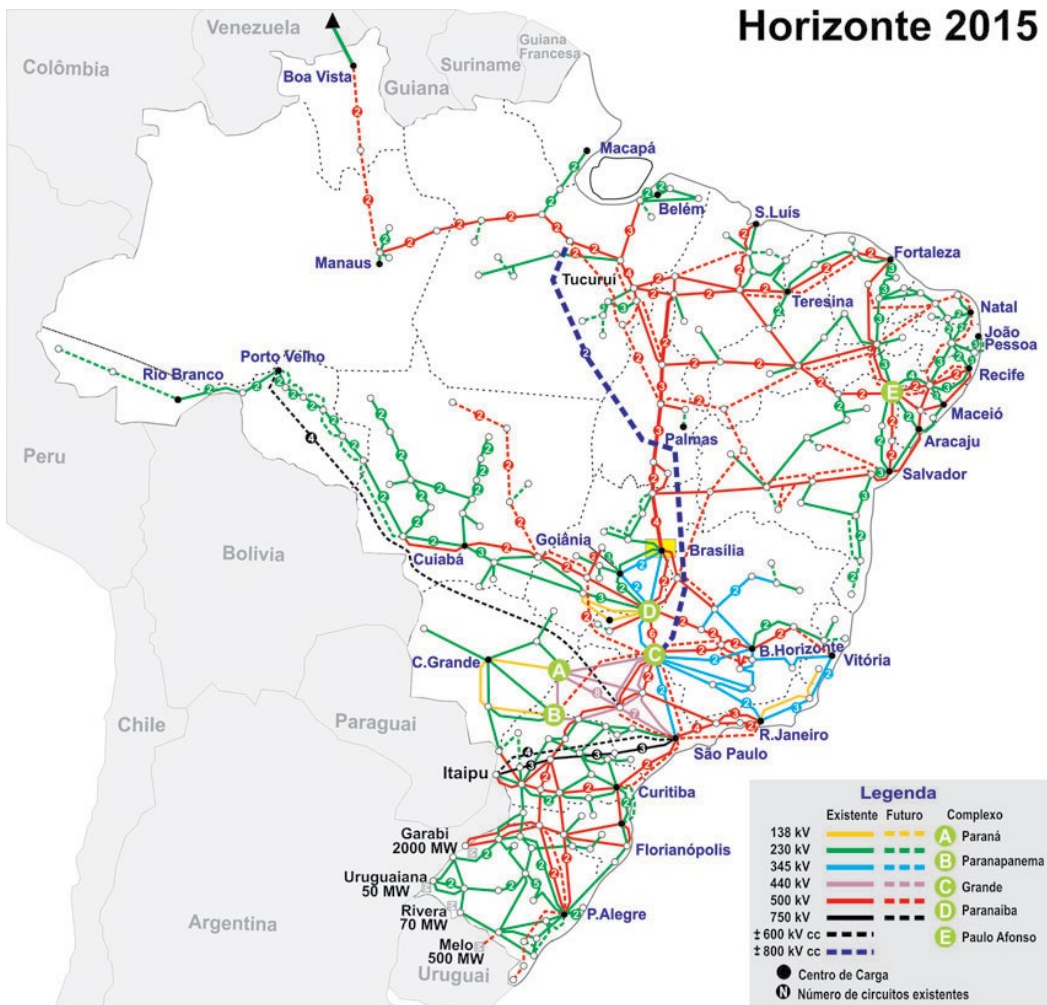 Horizonte 2015
Venezuela
Guiana
Francesa
Suriname
Colômbia
Guiana
Boa Vista
Macapá
Belém
S.Luís
Fortaleza
Manaus
Tucuruí
Teresina
Natal
João
Pessoa
Porto Velho
Rio Branco
Recife
E
Maceió
Palmas
Aracaju
Peru
Salvador
Bolivia
Goiânia
Brasília
Cuiabá
D
B.Horizonte
C
Vitória
C.Grande
A
B
Chile
Paraguai
R.Janeiro
São Paulo
Itaipu
Curitiba
Garabi
2000 MW
Florianópolis
Uruguaiana
50 MW
Rivera
70 MW
P.Alegre
Melo
500 MW
Argentina
Uruguai
Legenda
Existente Futuro Complexo
138 kV A Paraná
230 kV
345 kV B Paranapanema
440 kV C Grande
500 kV D Paranaíba
750 kV
± 600 kV cc E Paulo Afonso
± 800 kV cc
Centro de Carga
N Número de circuitos existentes